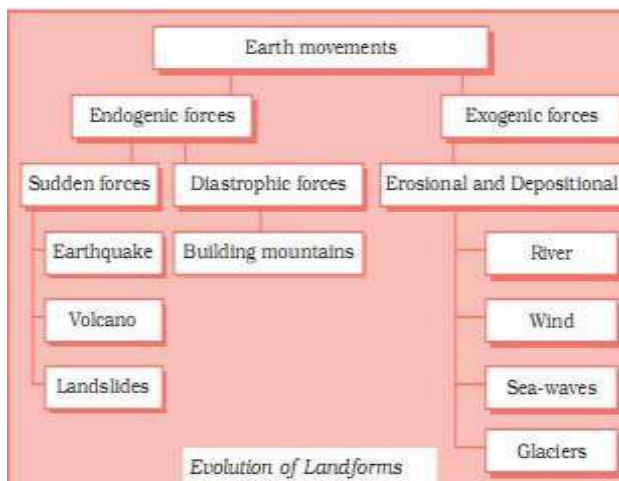 Earth movements
Endogenic forces
Exogenic forces
Sudden forces
Diastrophic forces
Erosional and Depositional
Earthquake
Building mountains
River
Volcano
Wind
Landslides
Sea-waves
Glaciers
Evolution of Landforms